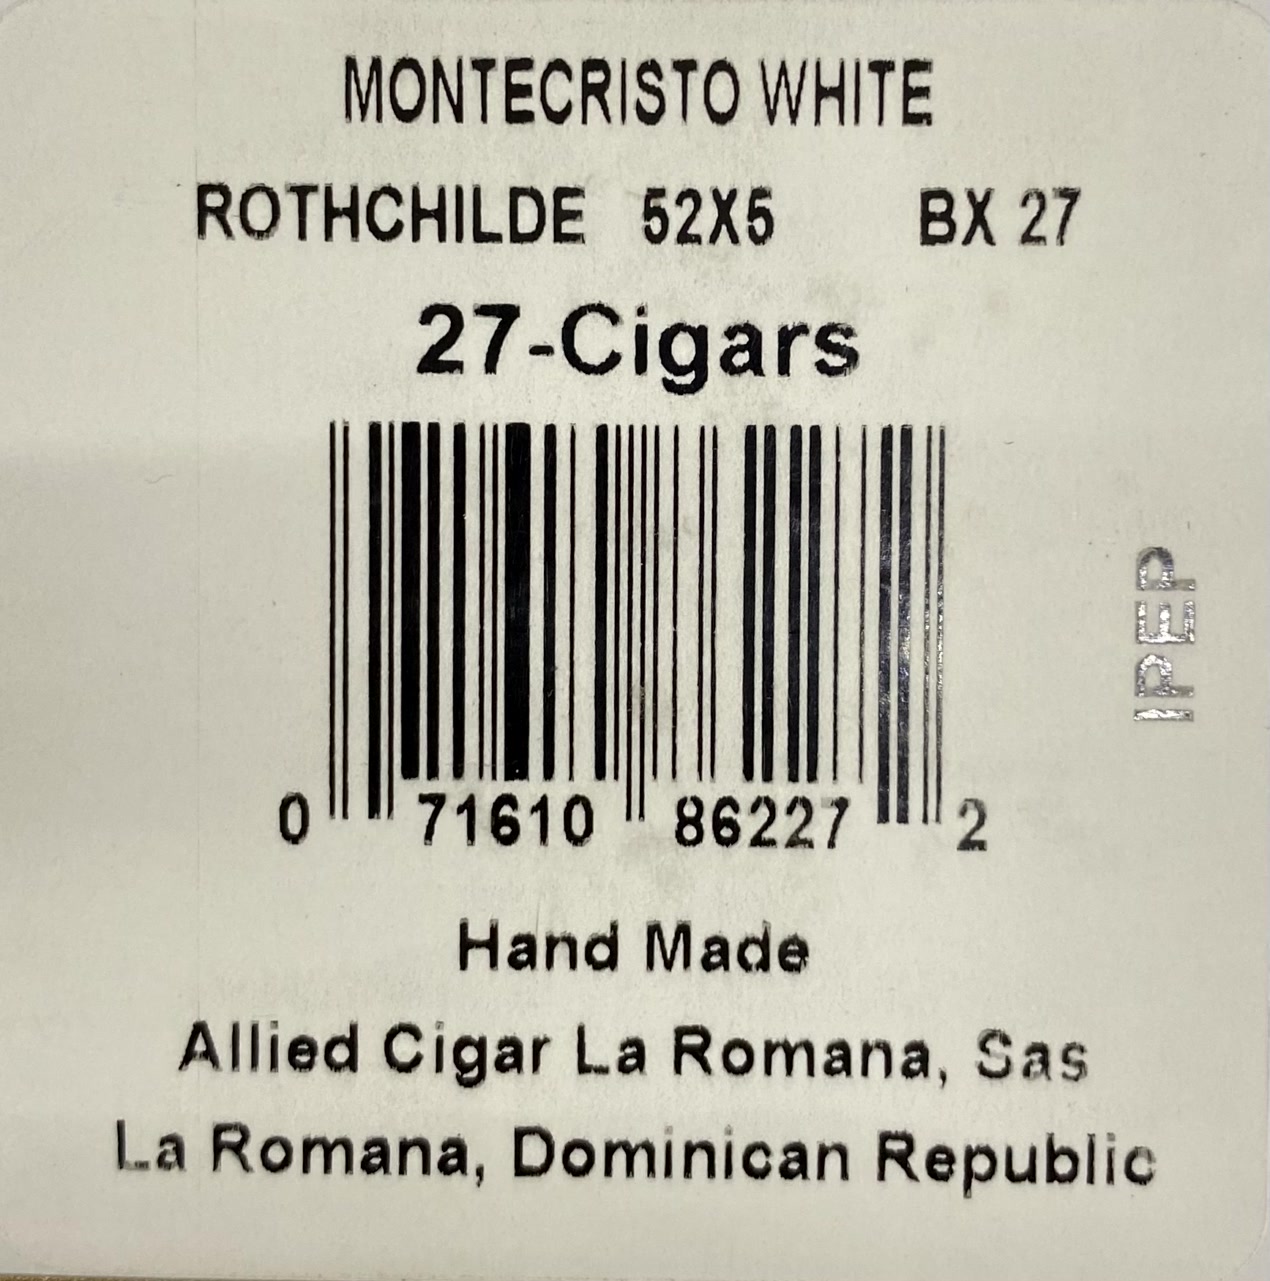 MONTECRISTO WHITE
ROTHCHILDE 52X5 BX 27
27-Cigars
IPEP
0 71610 86227 2
Hand Made
Allied Cigar La Romana, Sas
La Romana, Dominican Republic